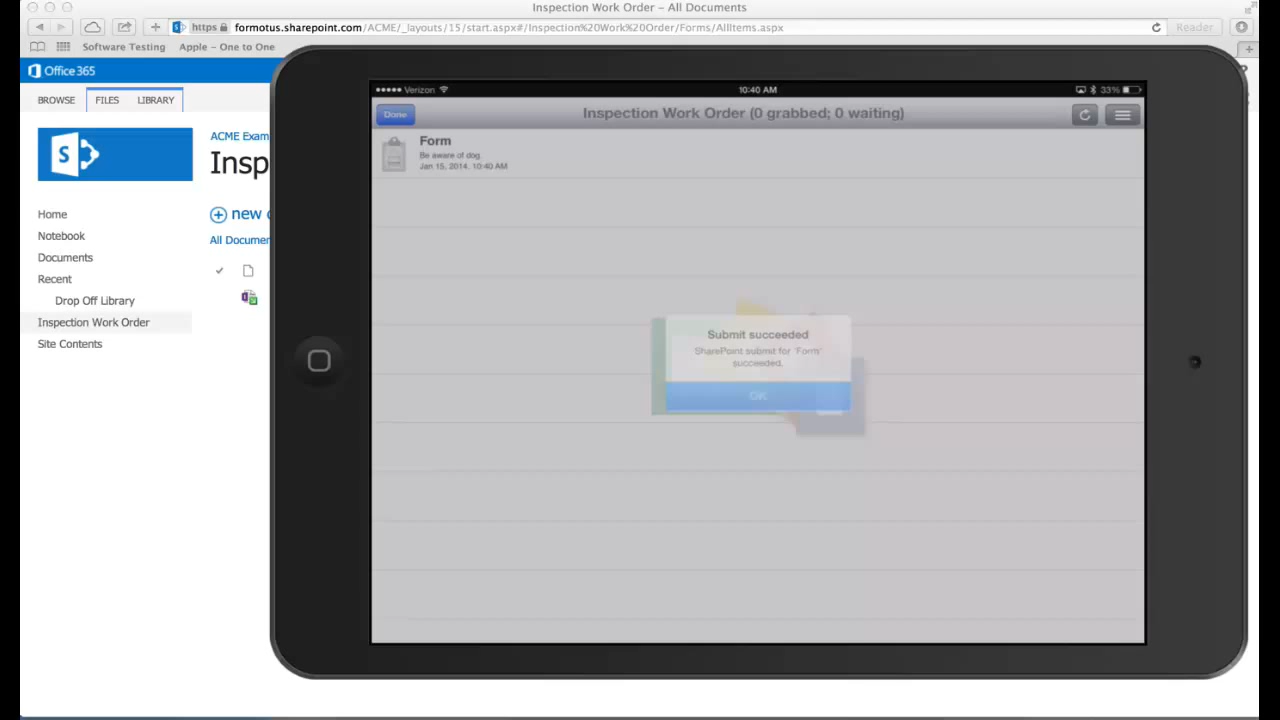 Inspection Work Order – All Documents
https formotus.sharepoint.com/ACME/_layouts/15/start.aspx#/Inspection%20Work%20Order/Forms/AllItems.aspx
Reader
Software Testing Apple – One to One
Office 365
BROWSE FILES LIBRARY
ACME Exam
Insp
Home
Notebook
Documents
Recent
Drop Off Library
Inspection Work Order
Site Contents
new
All Documen
Verizon 10:40 AM 33%
Done Inspection Work Order (0 grabbed; 0 waiting)
Form
Be aware of dog.
Jan 15, 2014. 10:40 AM
Submit succeeded
SharePoint submit for 'Form'
succeeded.
OK